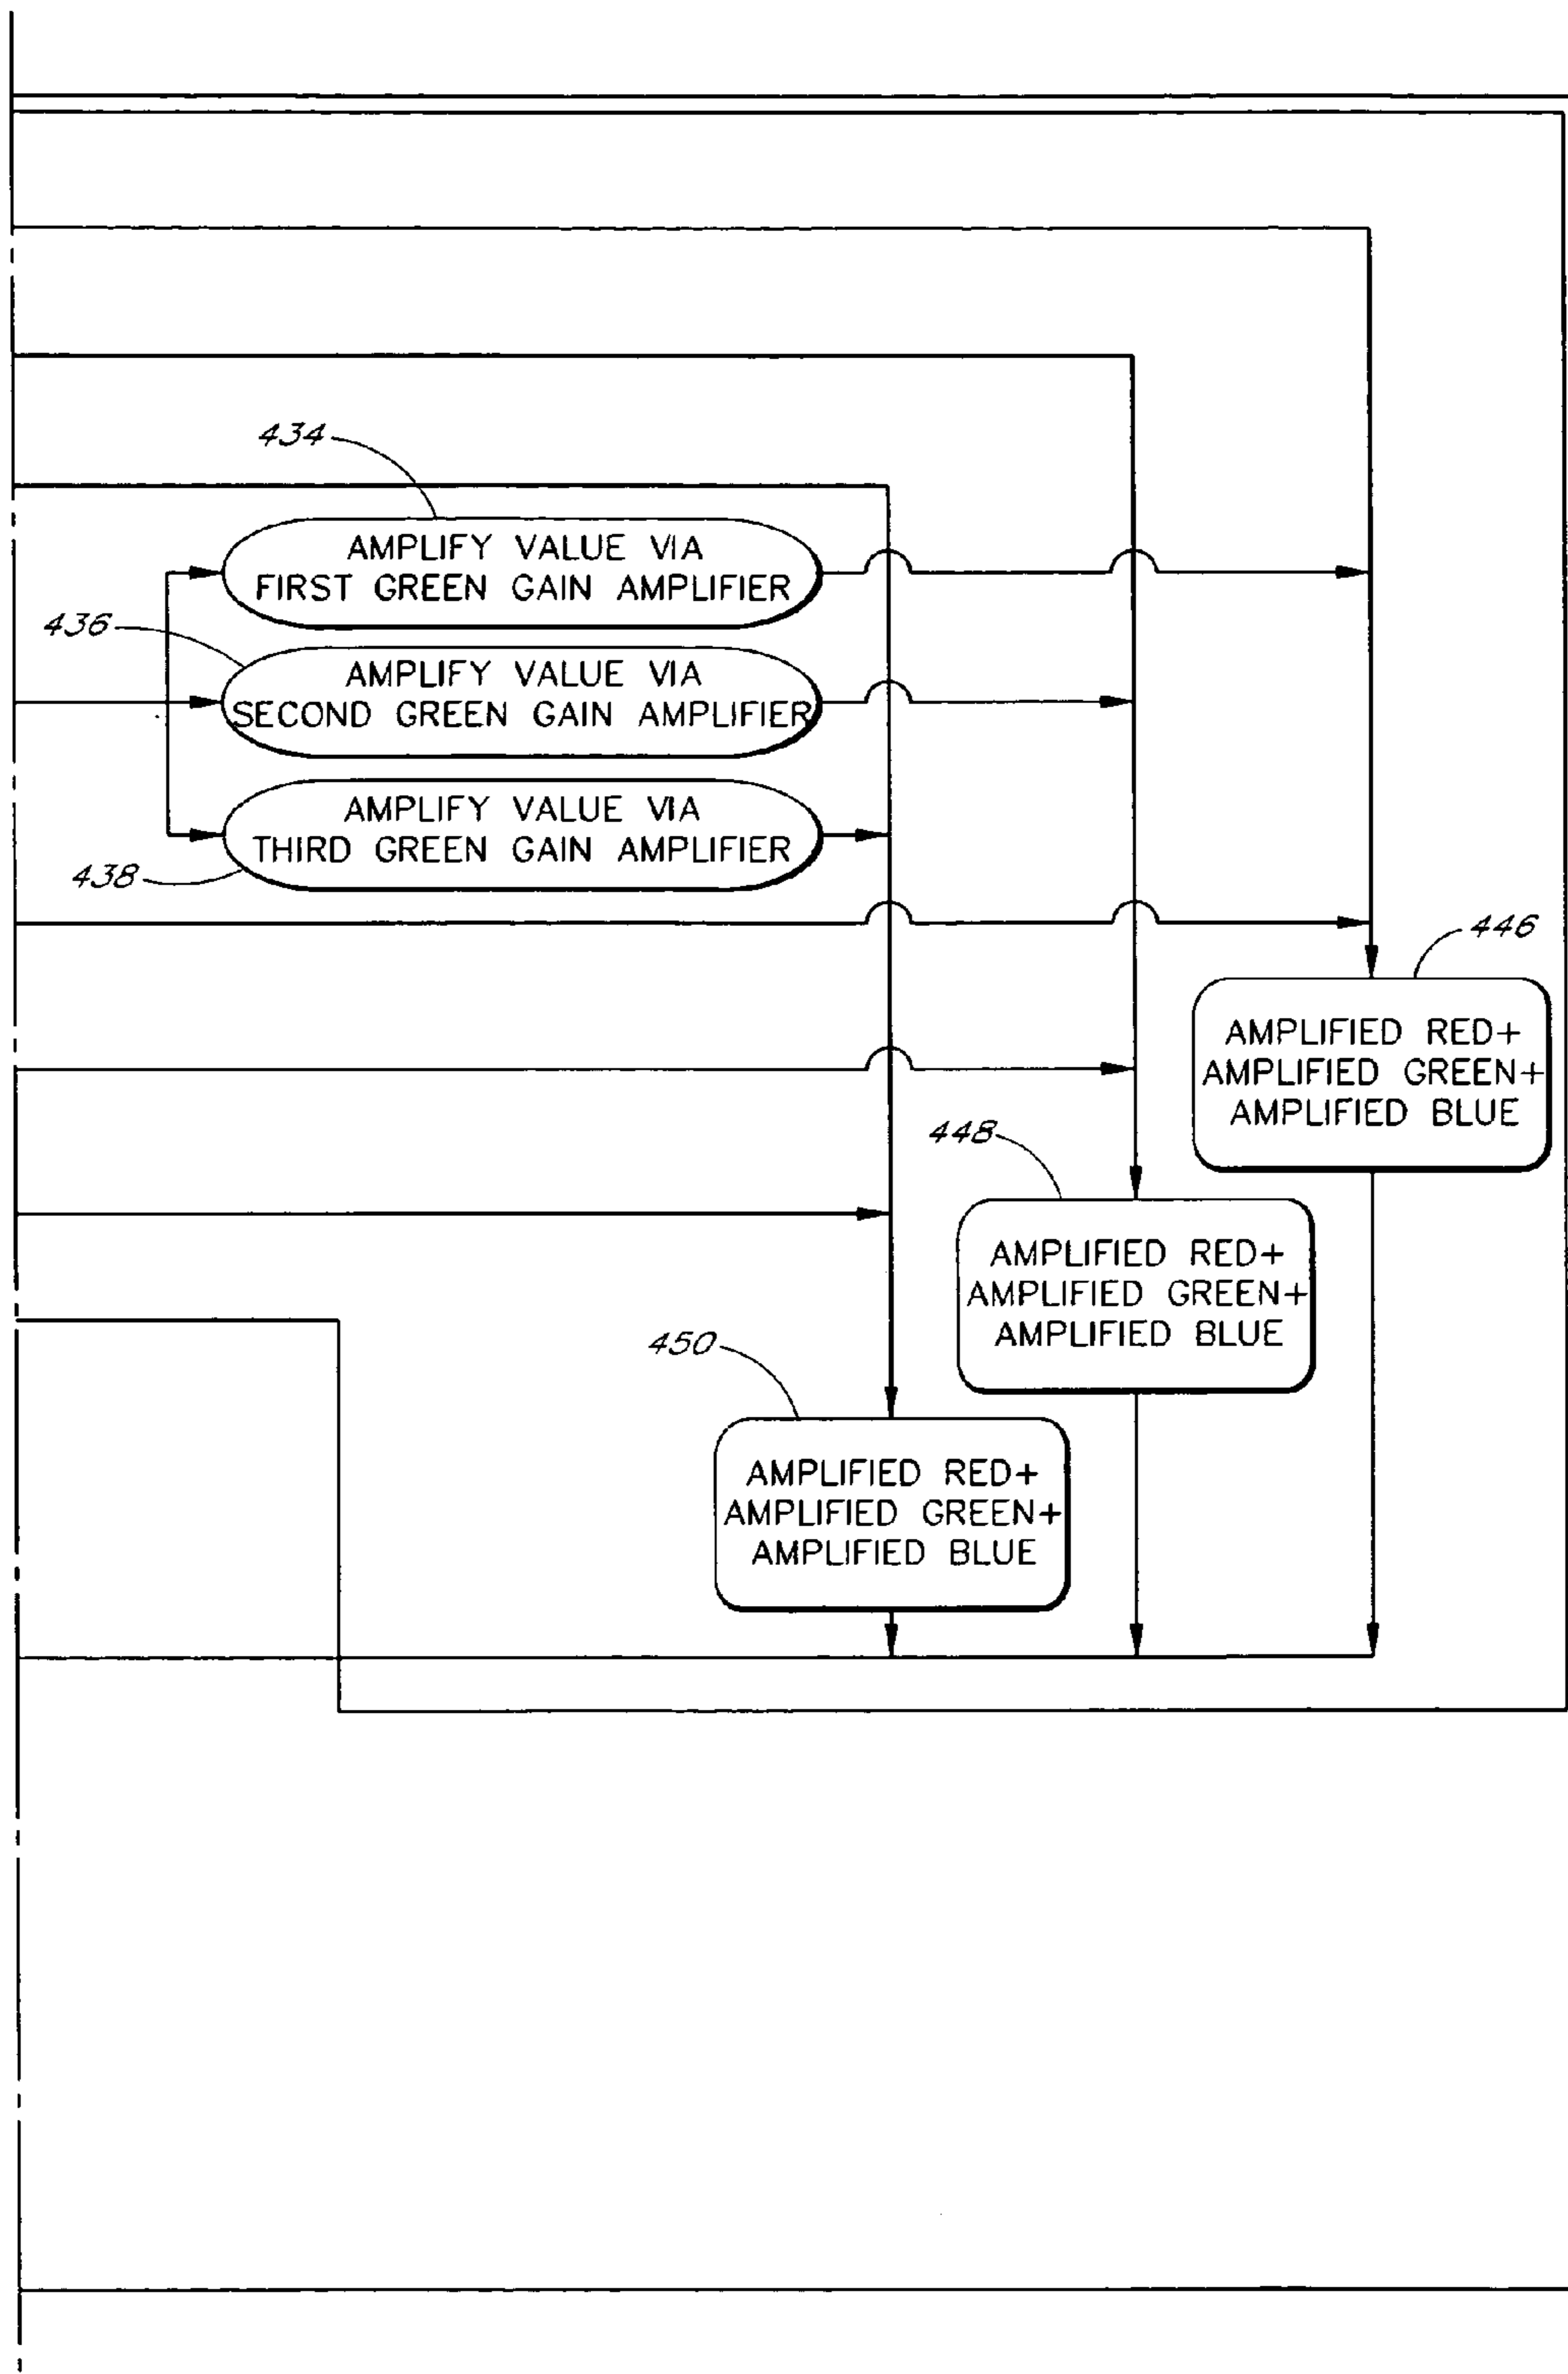 434
AMPLIFY VALUE VIA
FIRST GREEN GAIN AMPLIFIER
436
AMPLIFY VALUE VIA
SECOND GREEN GAIN AMPLIFIER
AMPLIFY VALUE VIA
THIRD GREEN GAIN AMPLIFIER
438
446
AMPLIFIED RED+
AMPLIFIED GREEN+
AMPLIFIED BLUE
448
AMPLIFIED RED+
AMPLIFIED GREEN+
AMPLIFIED BLUE
450
AMPLIFIED RED+
AMPLIFIED GREEN+
AMPLIFIED BLUE